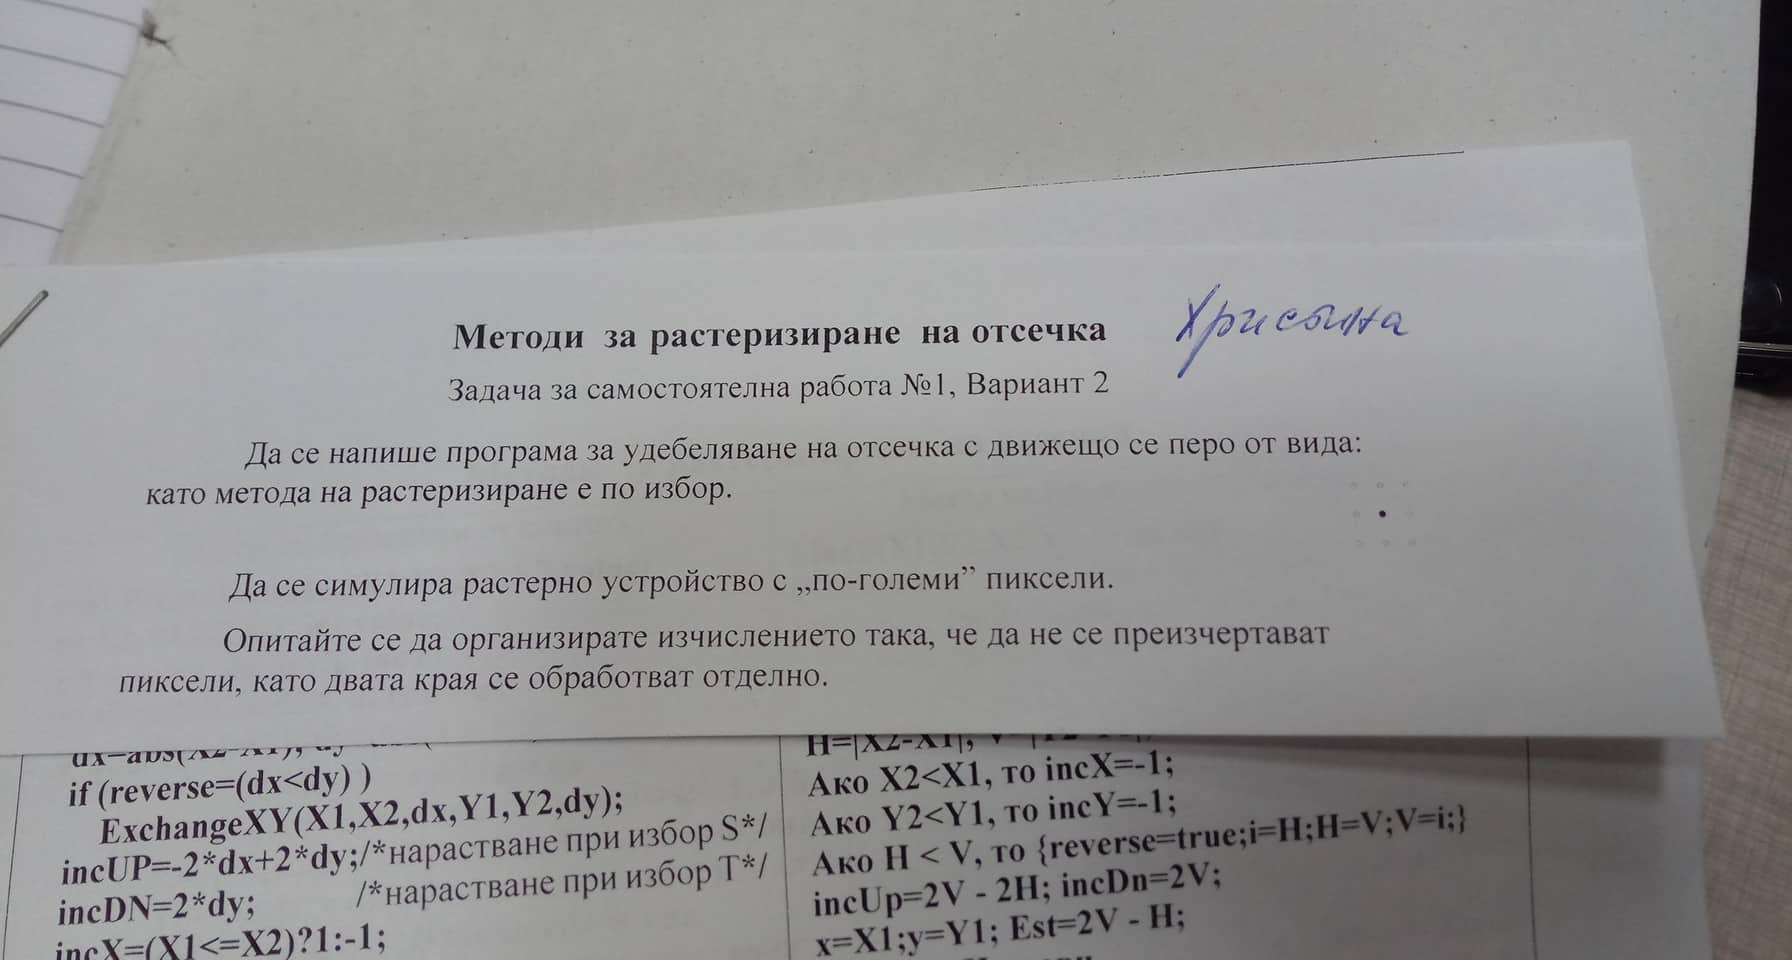 Методи за растеризиране на отсечка
Христина
Задача за самостоятелна работа №1, Вариант 2
Да се напише програма за удебеляване на отсечка с движещо се перо от вида:
като метода на растеризиране е по избор.
Да се симулира растерно устройство с „по-големи” пиксели.
Опитайте се да организирате изчислението така, че да не се преизчертават
пиксели, като двата края се обработват отделно.
if (reverse=(dx<dy) )
ExchangeXY(X1,X2,dx,Y1,Y2,dy);
incUP=-2*dx+2*dy;/*нарастване при избор S*/
incDN=2*dy; /*нарастване при избор T*/
incX=(X1<=X2)?1:-1;
H=|X2-X1|,
Ако X2<X1, то incX=-1;
Ако Y2<Y1, то incY=-1;
Ако H < V, то {reverse=true;i=H;H=V;V=i;}
incUp=2V - 2H; incDn=2V;
x=X1;y=Y1; Est=2V - H;